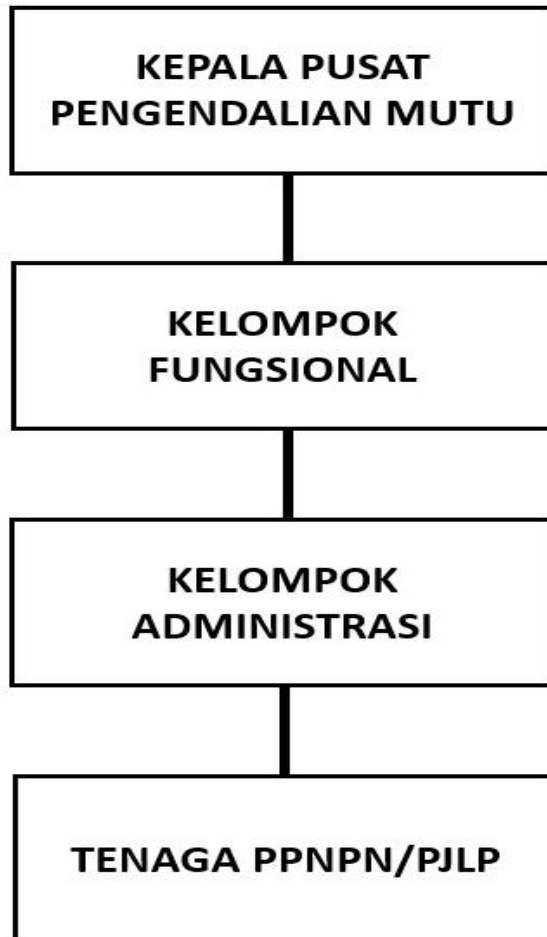 KEPALA PUSAT
PENGENDALIAN MUTU
KELOMPOK
FUNGSIONAL
KELOMPOK
ADMINISTRASI
TENAGA PPNPN/PJLP